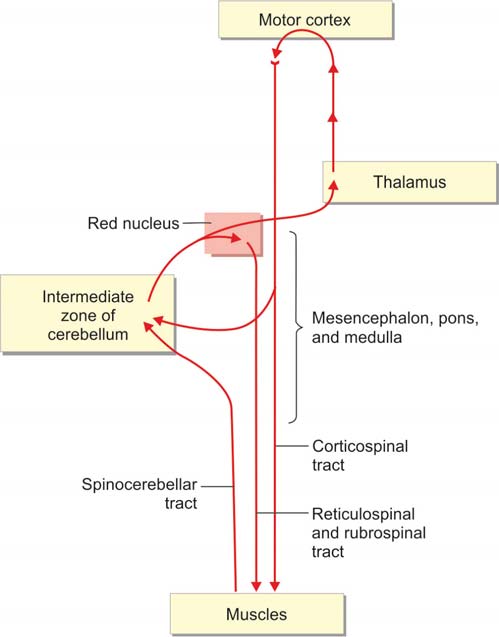 Motor cortex
Thalamus
Red nucleus
Intermediate
zone of
cerebellum
Mesencephalon, pons,
and medulla
Corticospinal
tract
Spinocerebellar
tract
Reticulospinal
and rubrospinal
tract
Muscles